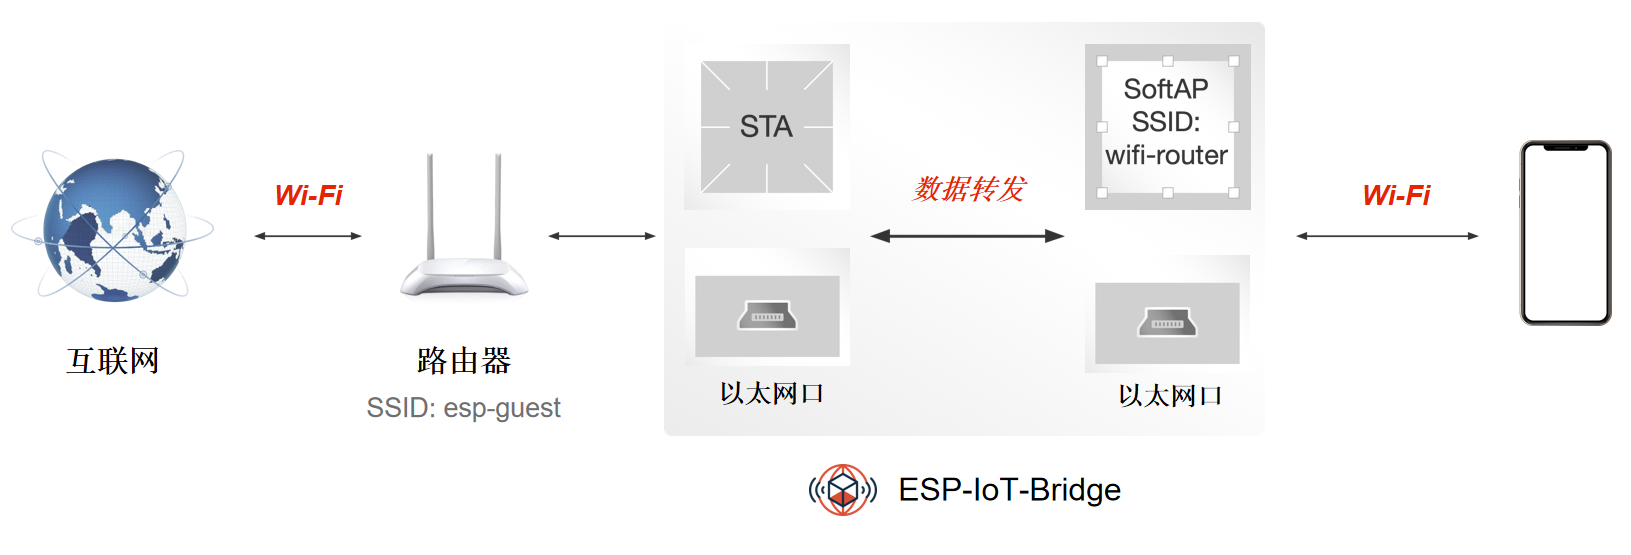 Wi-Fi
互联网
路由器
SSID: esp-guest
STA
以太网口
数据转发
SoftAP
SSID:
wifi-router
以太网口
Wi-Fi
ESP-IoT-Bridge